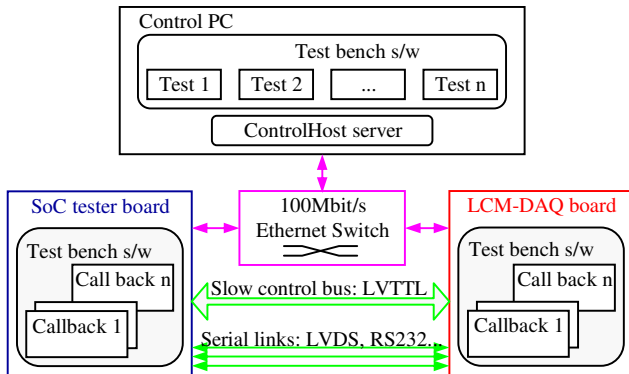 Control PC
Test bench s/w
Test 1 Test 2 ... Test n
ControlHost server
SoC tester board
100Mbit/s
Ethernet Switch
LCM-DAQ board
Test bench s/w
Call back n
Callback 1
Slow control bus: LVTTL
Serial links: LVDS, RS232...
Test bench s/w
Call back n
Callback 1